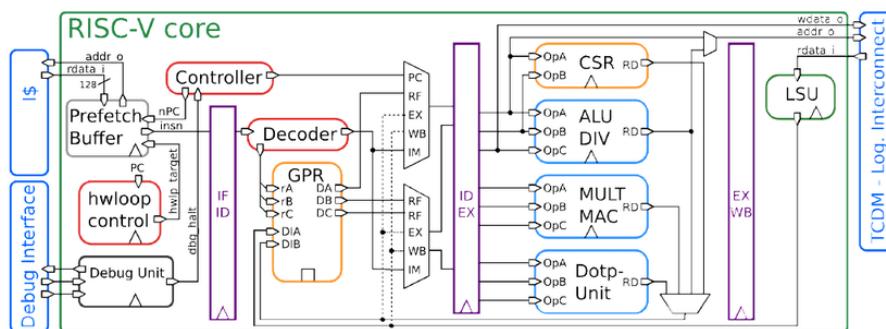 RISC-V core
wdata_o
addr_o
rdata_i
addr_o
rdata_i
128
I$
Controller
Prefetch
Buffer
nPC
insn
hwlp_target
PC
hwloop
control
Debug Interface
Debug Unit
dbg_halt
IF
ID
Decoder
GPR
rA
rB
rC
DIA
DIB
DA
DB
DC
PC
RF
EX
WB
IM
RF
RF
EX
WB
IM
ID
EX
OpA
OpB
CSR
RD
OpA
OpB
OpC
ALU
DIV
RD
OpA
OpB
OpC
MULT
MAC
RD
OpA
OpB
OpC
Dotp-
Unit
RD
EX
WB
LSU
TCDM - Log. Interconnect